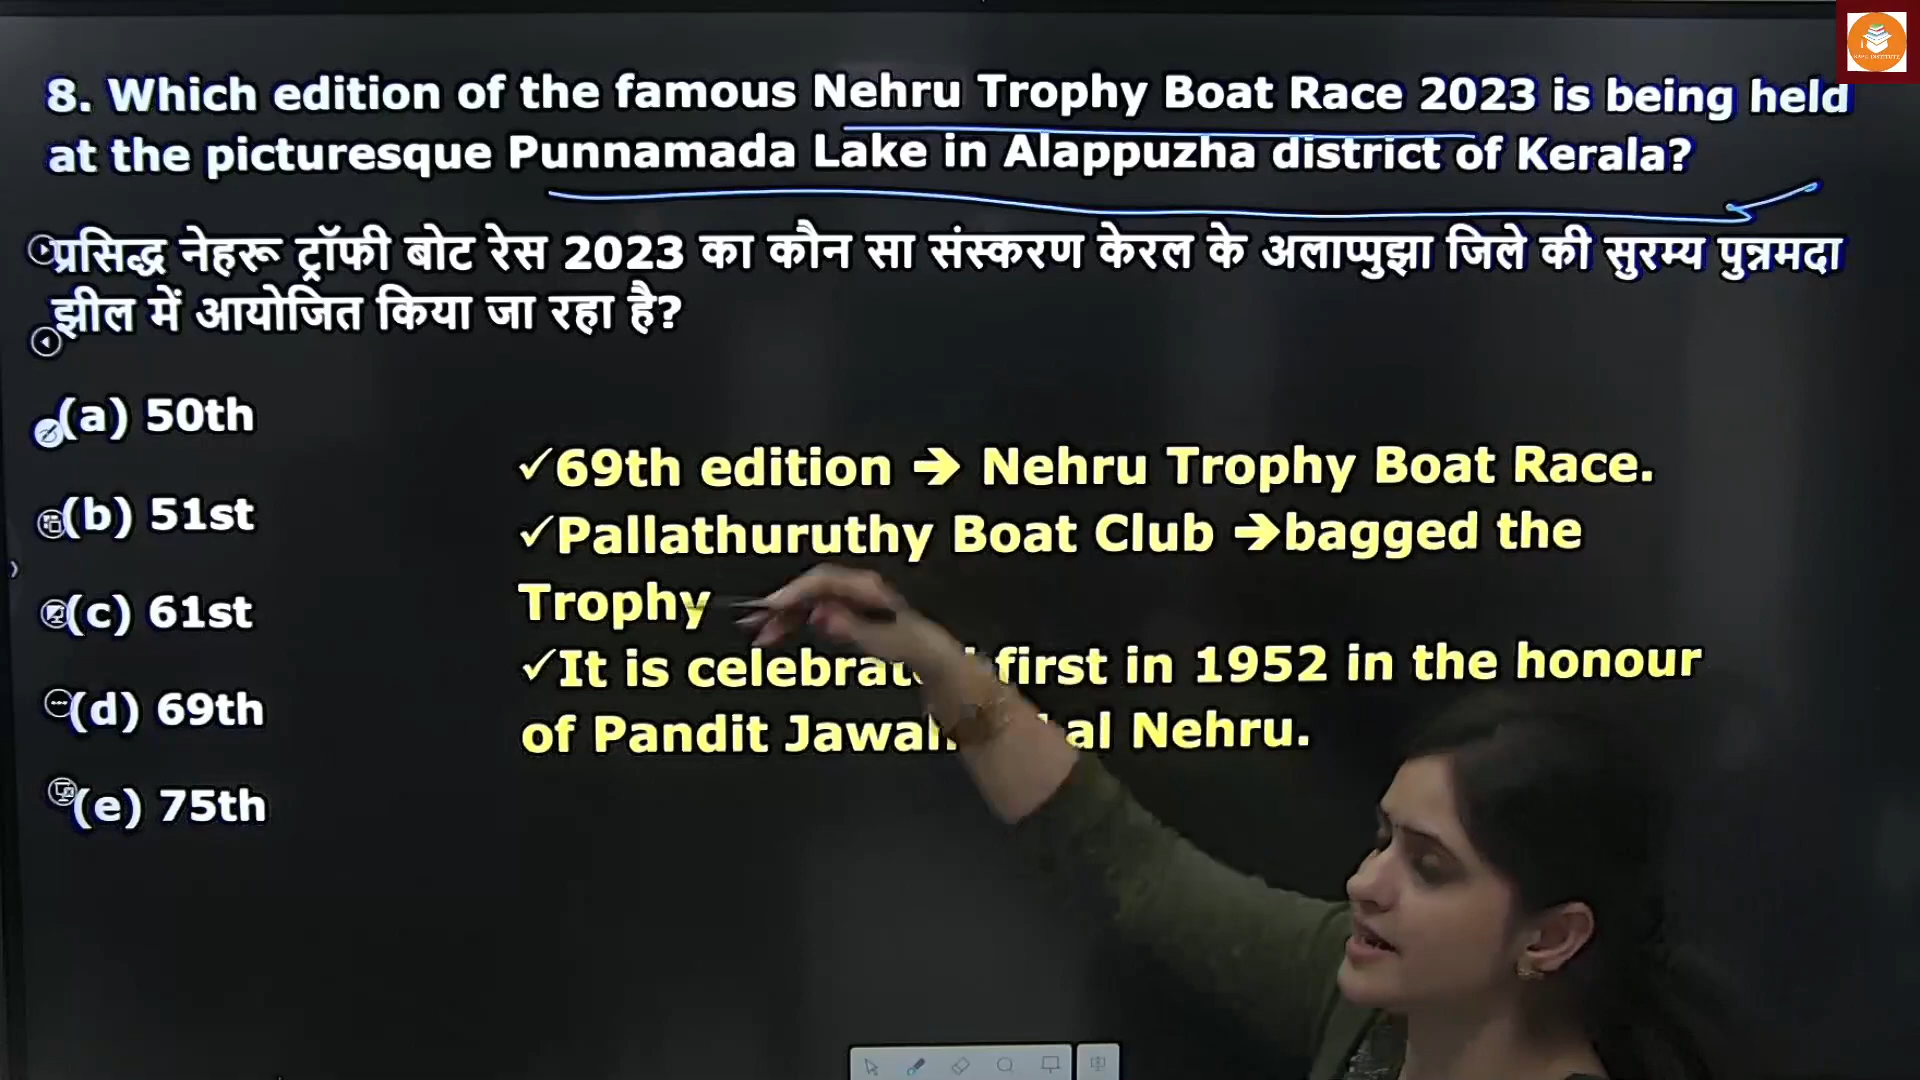 8. Which edition of the famous Nehru Trophy Boat Race 2023 is being held
at the picturesque Punnamada Lake in Alappuzha district of Kerala?
प्रसिद्ध नेहरू ट्रॉफी बोट रेस 2023 का कौन सा संस्करण केरल के अलाप्पुझा जिले की सुरम्य पुन्नमदा
झील में आयोजित किया जा रहा है?
(a) 50th
(b) 51st
(c) 61st
(d) 69th
(e) 75th
✓69th edition ➔ Nehru Trophy Boat Race.
✓Pallathuruthy Boat Club ➔bagged the
Trophy
✓It is celebrated first in 1952 in the honour
of Pandit Nehru.